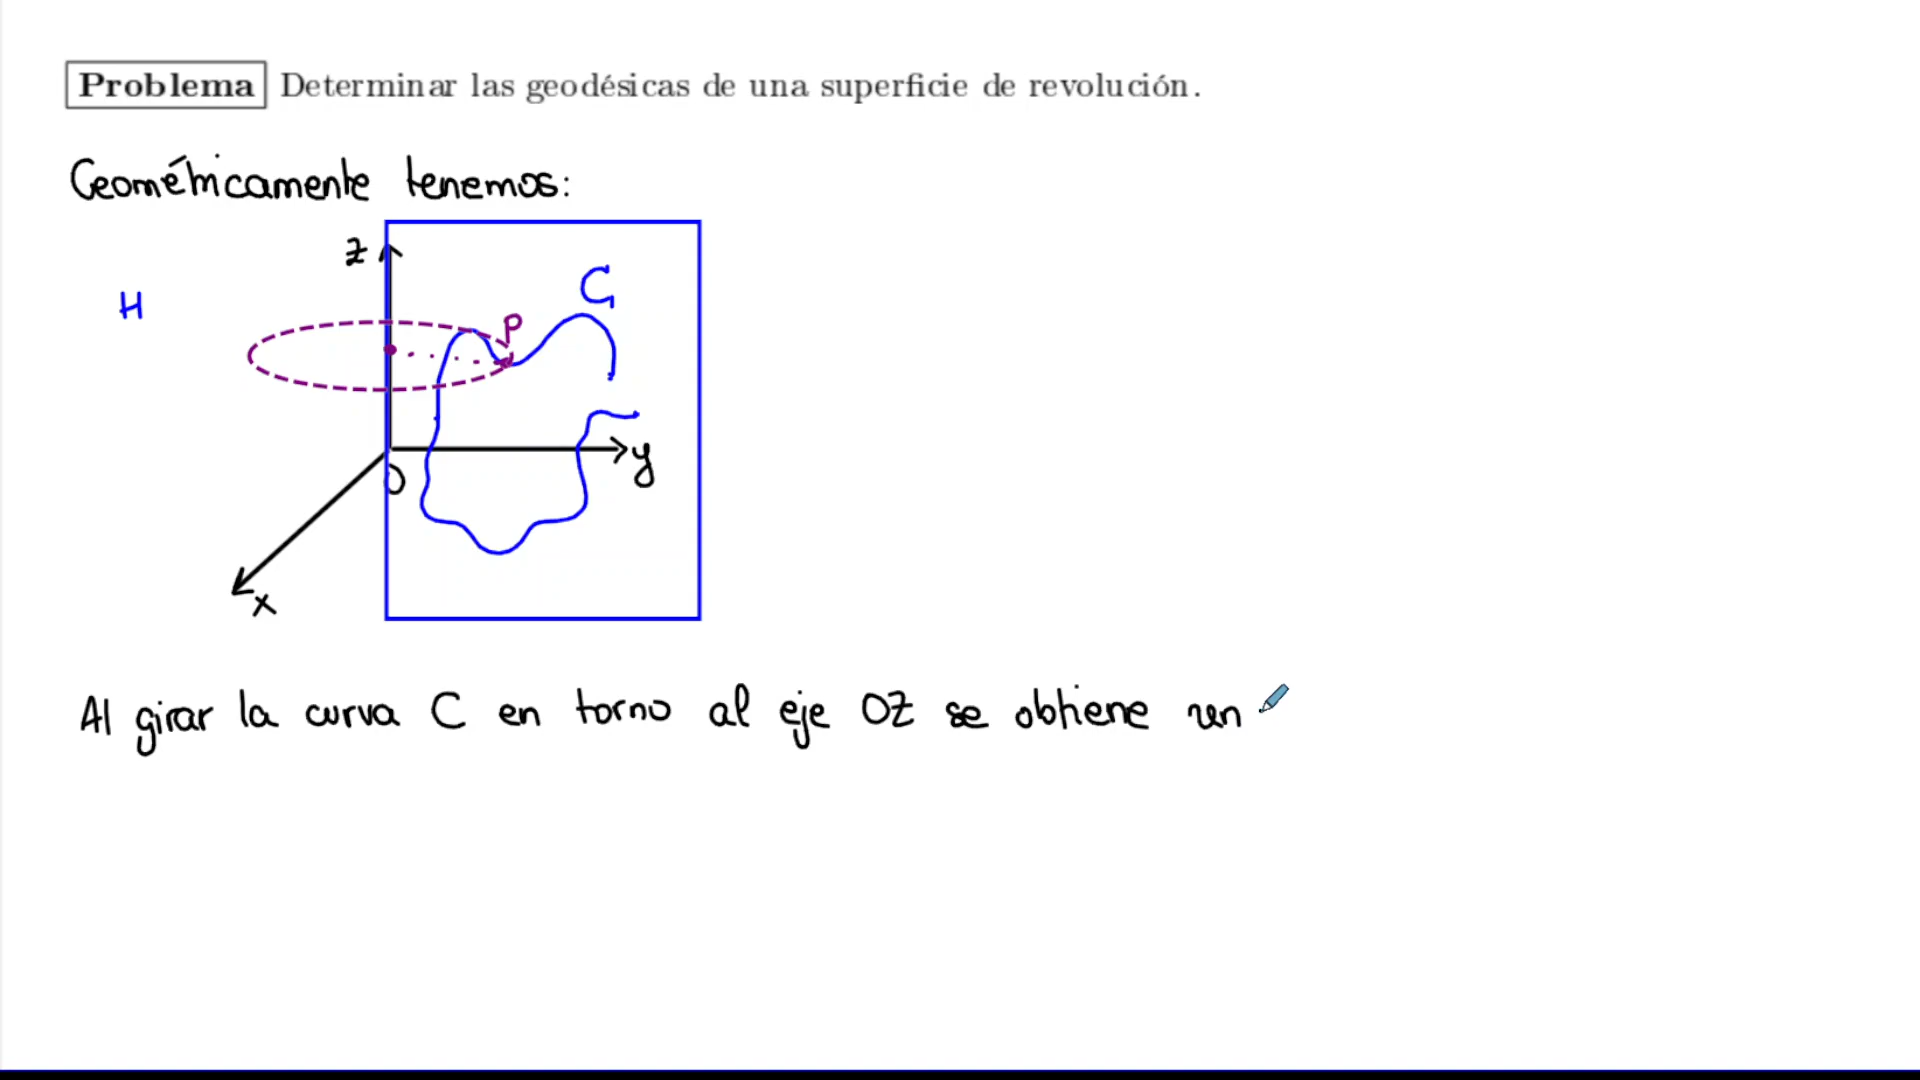 Problema Determinar las geodésicas de una superficie de revolución.
Geométricamente tenemos:
z
C
H
P
y
O
x
Al girar la curva C en torno al eje OZ se obtiene un